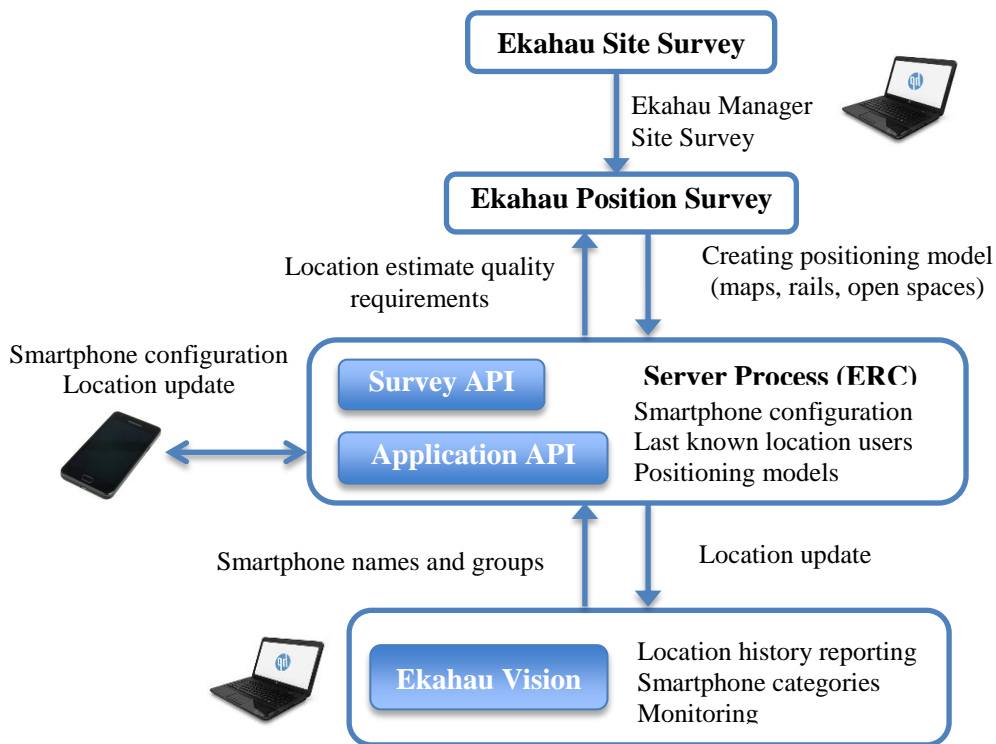 Ekahau Site Survey
Ekahau Manager
Site Survey
Ekahau Position Survey
Location estimate quality
requirements
Creating positioning model
(maps, rails, open spaces)
Smartphone configuration
Location update
Survey API
Application API
Server Process (ERC)
Smartphone configuration
Last known location users
Positioning models
Smartphone names and groups
Location update
Ekahau Vision
Location history reporting
Smartphone categories
Monitoring